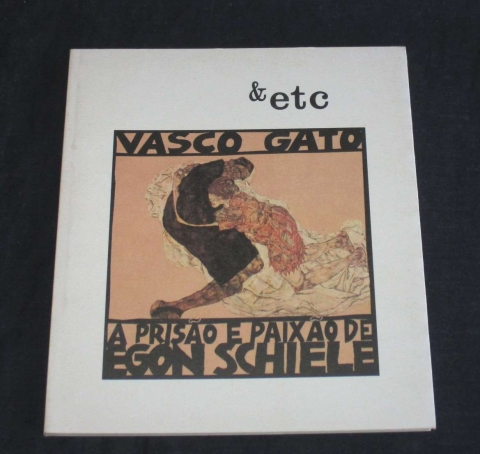 & etc
VASCO GATO
A PRISÃO E PAIXÃO DE
EGON SCHIELE